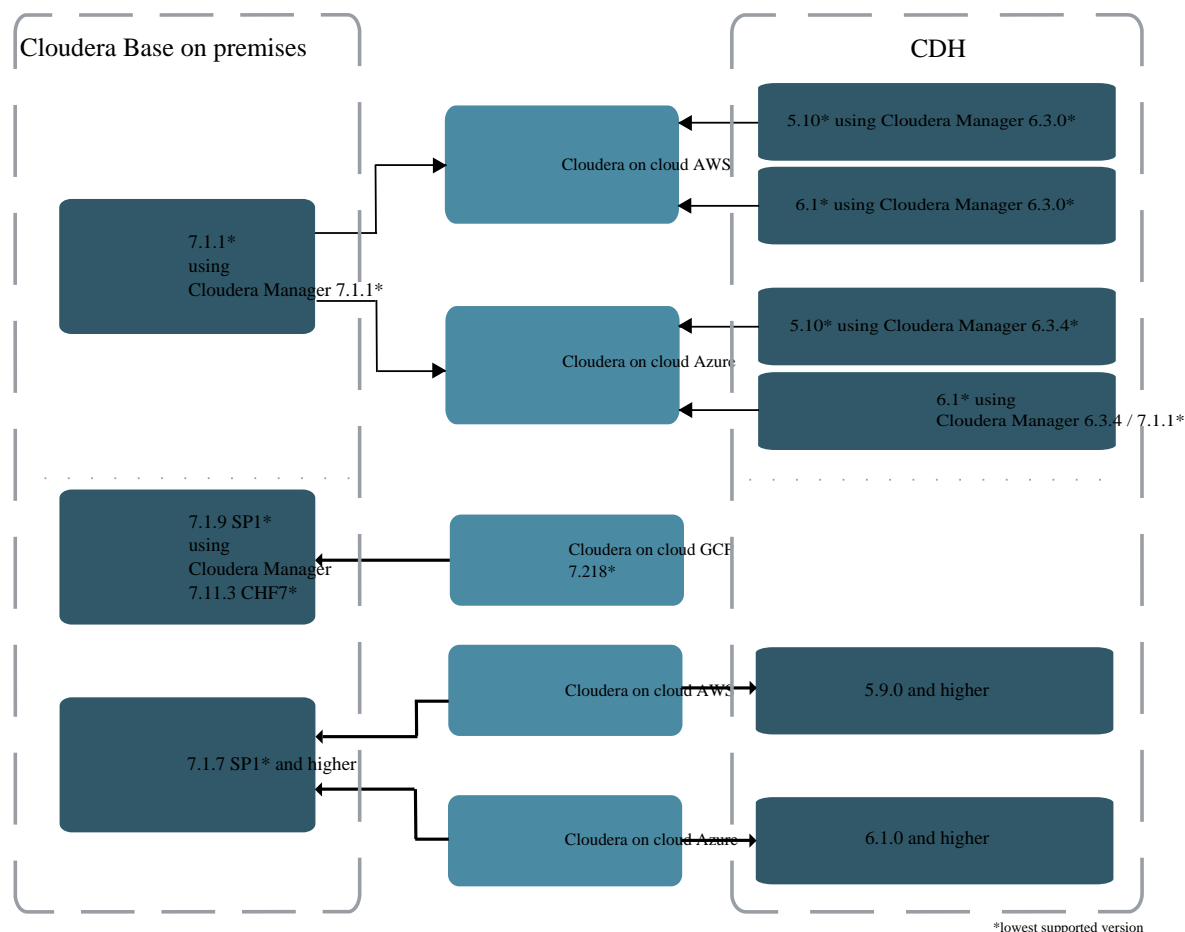 Cloudera Base on premises
CDH
5.10* using Cloudera Manager 6.3.0*
Cloudera on cloud AWS
6.1* using Cloudera Manager 6.3.0*
7.1.1*
using
Cloudera Manager 7.1.1*
5.10* using Cloudera Manager 6.3.4*
Cloudera on cloud Azure
6.1* using
Cloudera Manager 6.3.4 / 7.1.1*
7.1.9 SP1*
using
Cloudera Manager
7.11.3 CHF7*
Cloudera on cloud GCP
7.218*
Cloudera on cloud AWS
5.9.0 and higher
7.1.7 SP1* and higher
Cloudera on cloud Azure
6.1.0 and higher
*lowest supported version